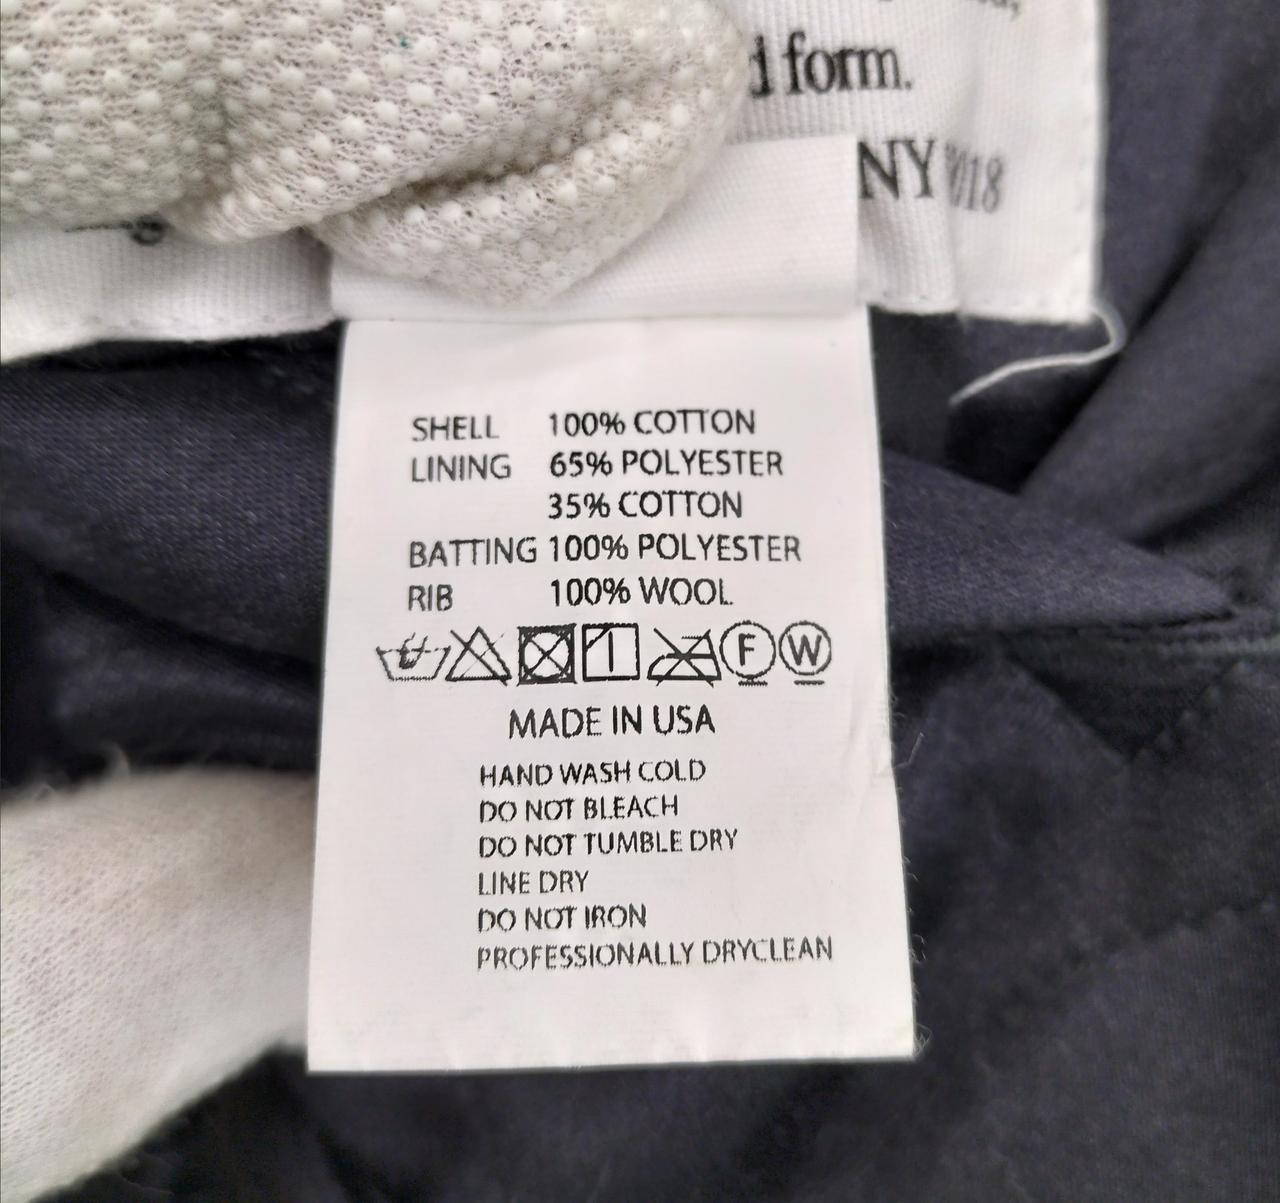 form.
NY
SHELL 100% COTTON
LINING 65% POLYESTER
35% COTTON
BATTING 100% POLYESTER
RIB 100% WOOL
F W
MADE IN USA
HAND WASH COLD
DO NOT BLEACH
DO NOT TUMBLE DRY
LINE DRY
DO NOT IRON
PROFESSIONALLY DRYCLEAN